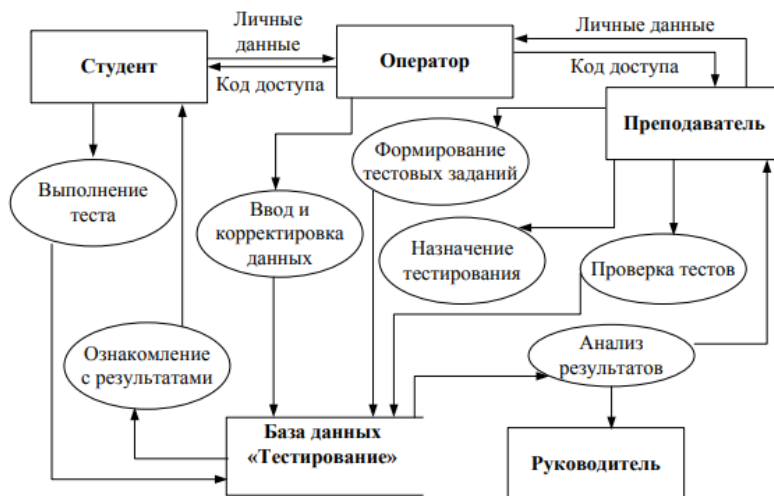 Личные
данные
Студент
Код доступа
Оператор
Личные данные
Код доступа
Преподаватель
Выполнение
теста
Ввод и
корректировка
данных
Формирование
тестовых заданий
Назначение
тестирования
Проверка тестов
Ознакомление
с результатами
Анализ
результатов
База данных
«Тестирование»
Руководитель